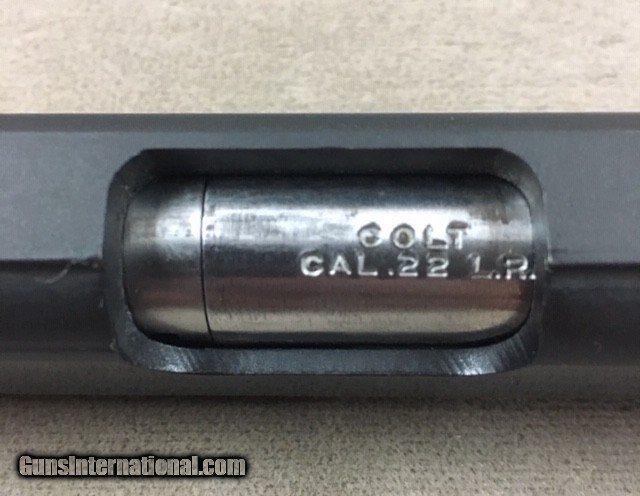 COLT
CAL .22 L.R.
GunsInternational.com